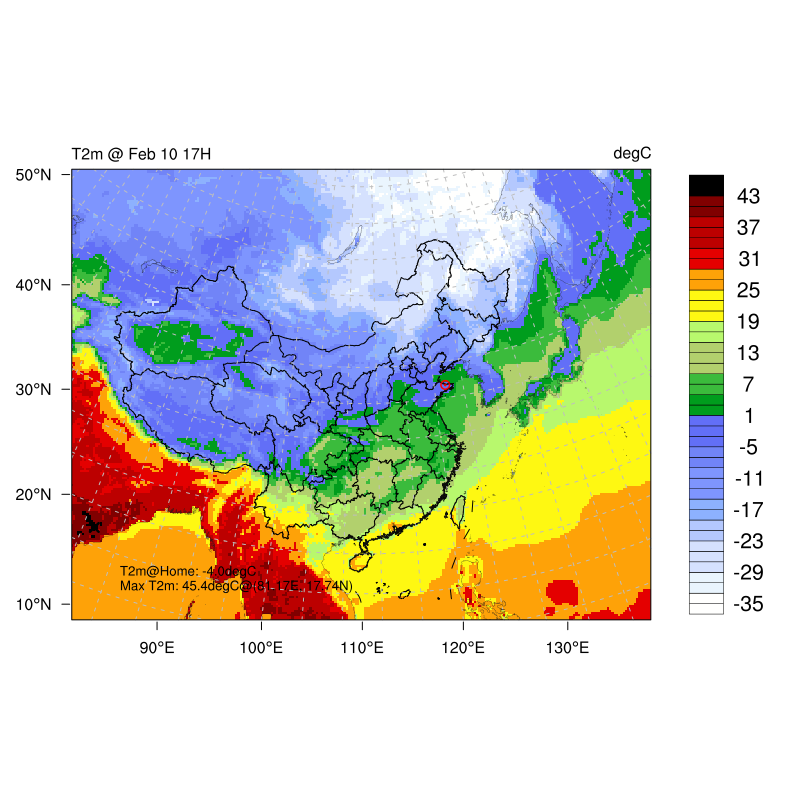 T2m @ Feb 10 17H
degC
50°N
40°N
30°N
20°N
10°N
90°E
100°E
110°E
120°E
130°E
T2m@Home: -4.0degC
Max T2m: 45.4degC@(81.17E, 17.74N)
43
37
31
25
19
13
7
1
-5
-11
-17
-23
-29
-35